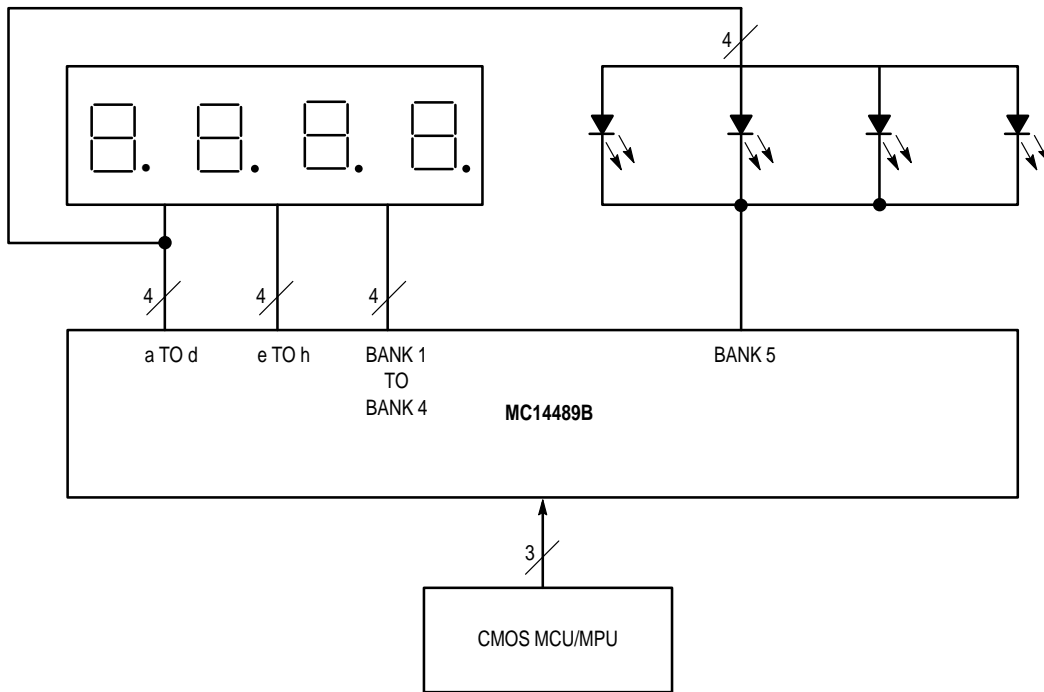 4
4
4
4
a TO d
e TO h
BANK 1
TO
BANK 4
BANK 5
MC14489B
3
CMOS MCU/MPU